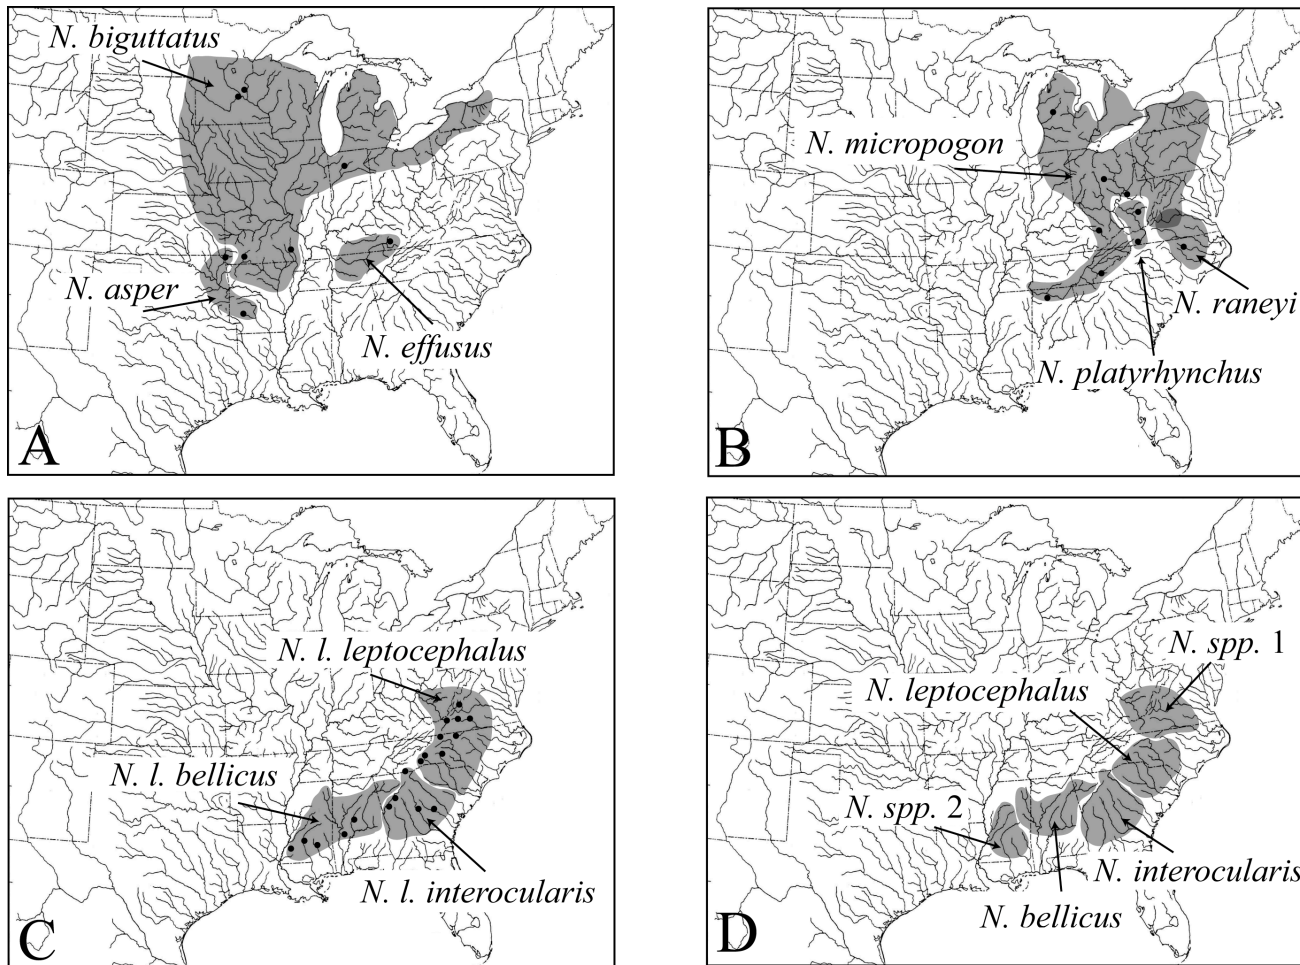 N. biguttatus
N. asper
N. effusus
A
N. micropogon
N. raneyi
N. platyrhynchus
B
N. l. leptocephalus
N. l. bellicus
N. l. interocularis
C
N. spp. 1
N. leptocephalus
N. spp. 2
N. interocularis
N. bellicus
D